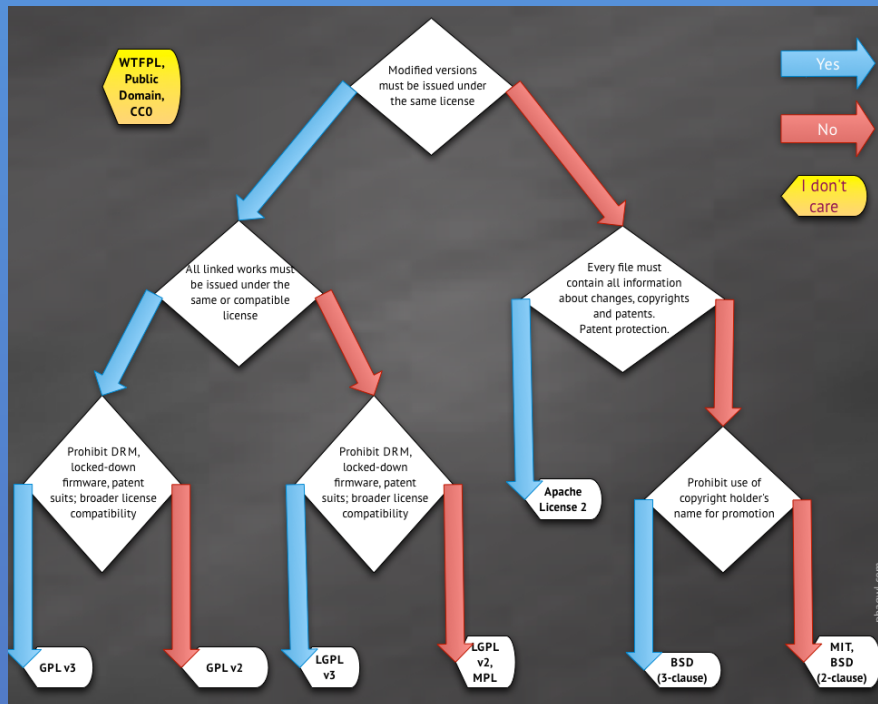 WTFPL,
Public
Domain,
CC0
Modified versions
must be issued under
the same license
Yes
No
I don't
care
All linked works must
be issued under the
same or compatible
license
Every file must
contain all information
about changes, copyrights
and patents.
Patent protection.
Prohibit DRM,
locked-down
firmware, patent
suits; broader license
compatibility
Prohibit DRM,
locked-down
firmware, patent
suits; broader license
compatibility
Apache
License 2
Prohibit use of
copyright holder's
name for promotion
GPL v3
GPL v2
LGPL
v3
LGPL
v2,
MPL
BSD
(3-clause)
MIT,
BSD
(2-clause)